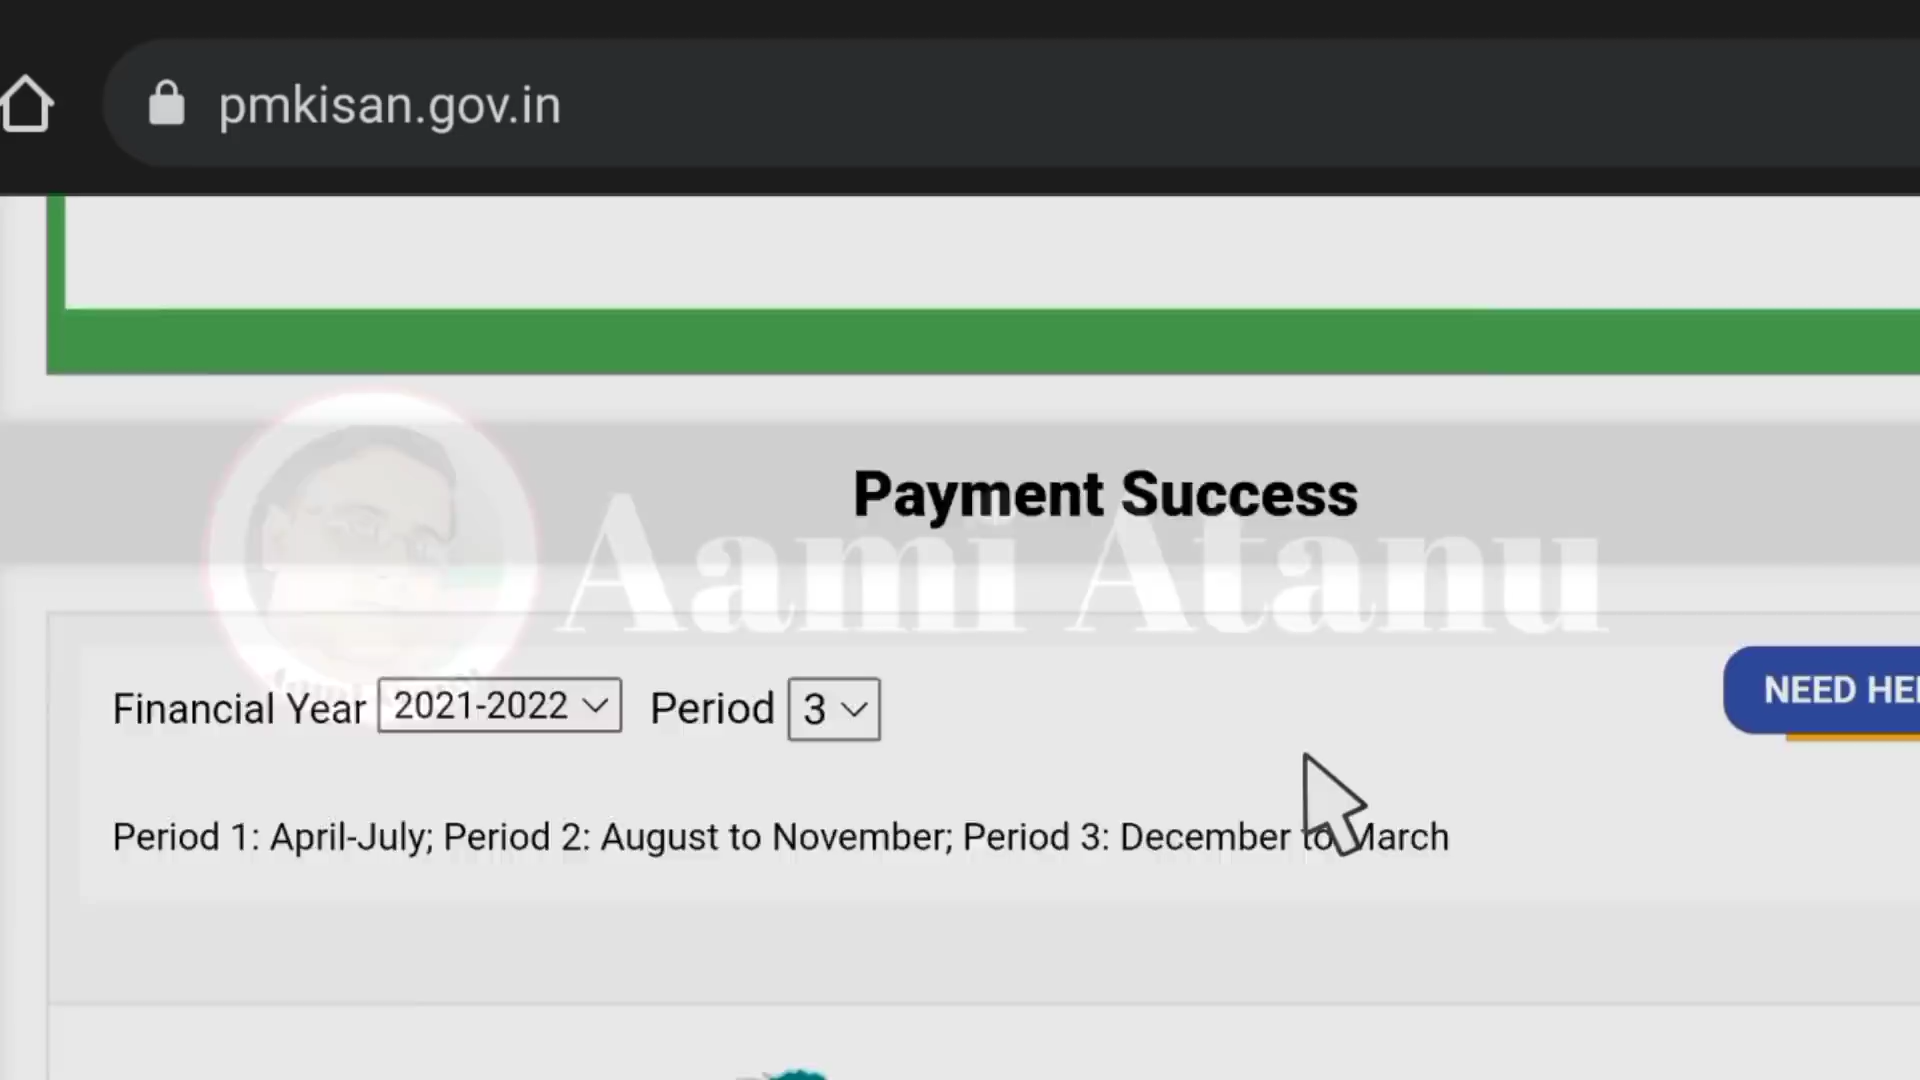 pmkisan.gov.in
Payment Success
Aami Atanu
Financial Year 2021-2022 Period 3
NEED HE
Period 1: April-July; Period 2: August to November; Period 3: December to March